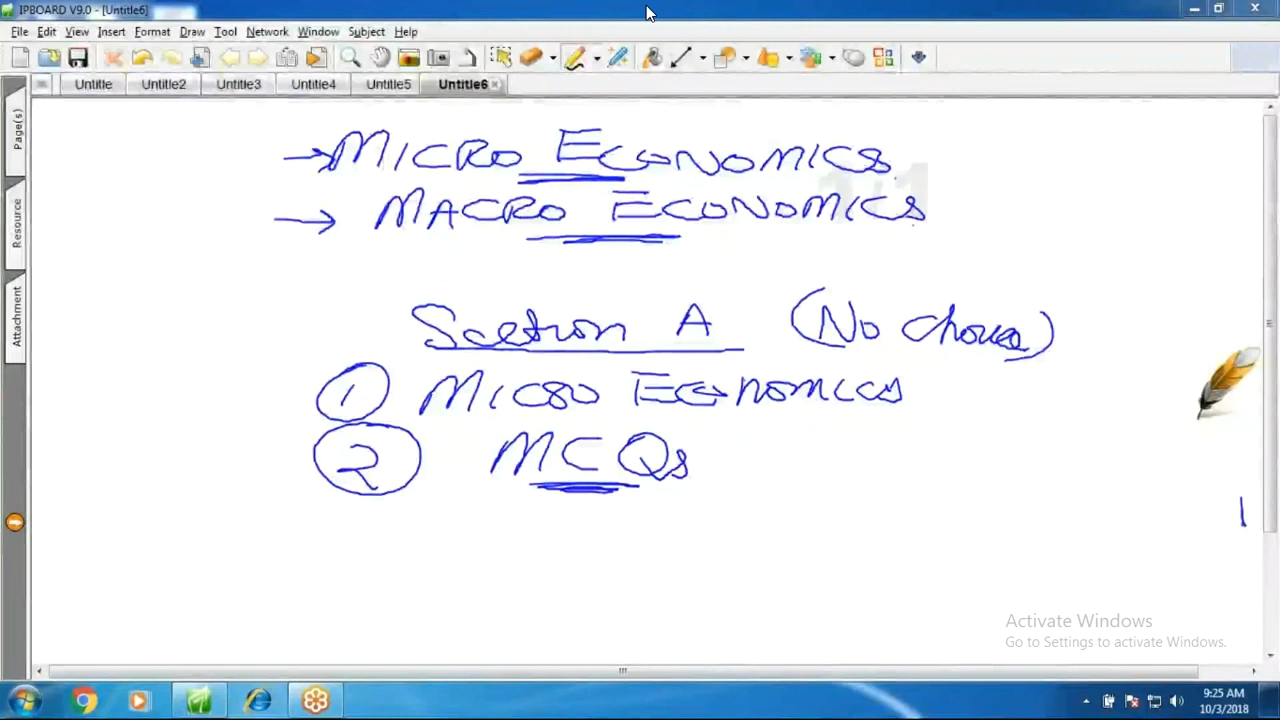 IPBOARD V9.0 - [Untitle6]
File Edit View Insert Format Draw Tool Network Window Subject Help
Untitle Untitle2 Untitle3 Untitle4 Untitle5 Untitle6
Page(s)
Resource
Attachment
→ MICRO ECONOMICS
→ MACRO ECONOMICS
Section A (No choice)
1 MICRO ECONOMICS
2 MCQs
Activate Windows
Go to Settings to activate Windows.
9:25 AM
10/3/2018